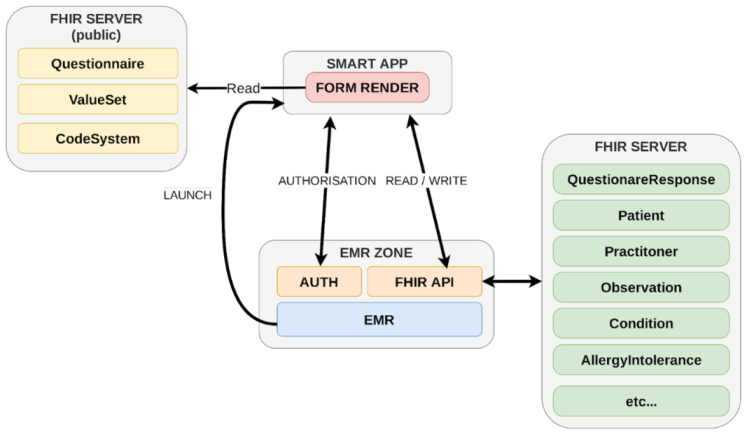 FHIR SERVER
(public)
Questionnaire
ValueSet
CodeSystem
SMART APP
FORM RENDER
Read
LAUNCH
AUTHORISATION
READ / WRITE
EMR ZONE
AUTH
FHIR API
EMR
FHIR SERVER
QuestionareResponse
Patient
Practitoner
Observation
Condition
AllergyIntolerance
etc...